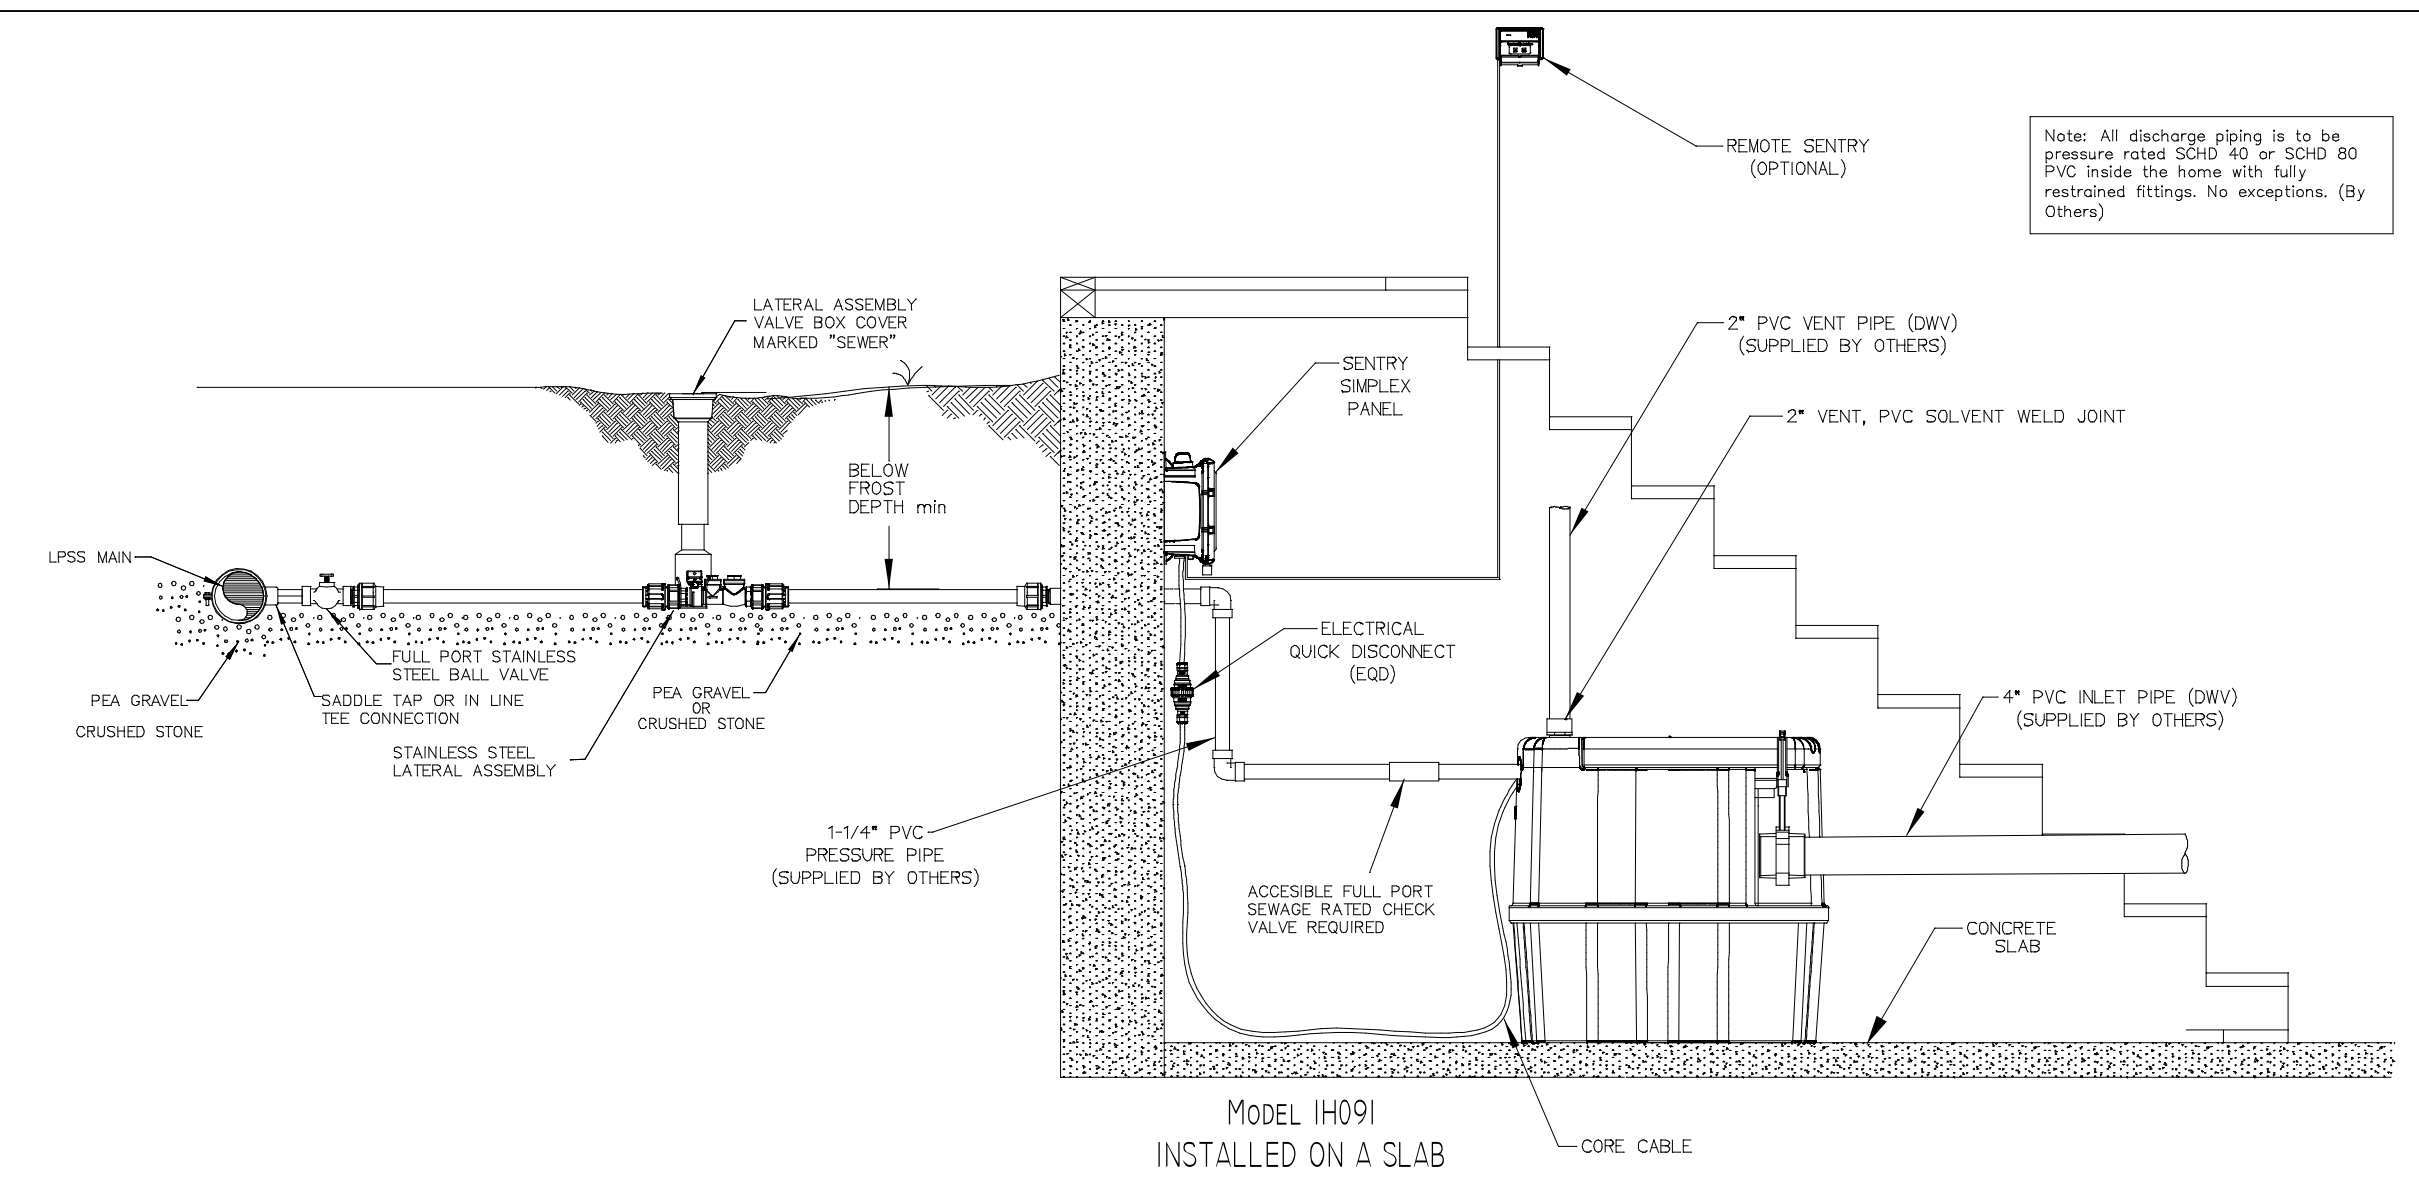 REMOTE SENTRY
(OPTIONAL)
Note: All discharge piping is to be
pressure rated SCHD 40 or SCHD 80
PVC inside the home with fully
restrained fittings. No exceptions. (By
Others)
LATERAL ASSEMBLY
VALVE BOX COVER
MARKED "SEWER"
2" PVC VENT PIPE (DWV)
(SUPPLIED BY OTHERS)
SENTRY
SIMPLEX
PANEL
2" VENT, PVC SOLVENT WELD JOINT
BELOW
FROST
DEPTH min
LPSS MAIN
ELECTRICAL
QUICK DISCONNECT
(EQD)
FULL PORT STAINLESS
STEEL BALL VALVE
PEA GRAVEL
CRUSHED STONE
SADDLE TAP OR IN LINE
TEE CONNECTION
PEA GRAVEL
OR
CRUSHED STONE
4" PVC INLET PIPE (DWV)
(SUPPLIED BY OTHERS)
STAINLESS STEEL
LATERAL ASSEMBLY
1-1/4" PVC
PRESSURE PIPE
(SUPPLIED BY OTHERS)
ACCESIBLE FULL PORT
SEWAGE RATED CHECK
VALVE REQUIRED
CONCRETE
SLAB
MODEL IH091
INSTALLED ON A SLAB
CORE CABLE